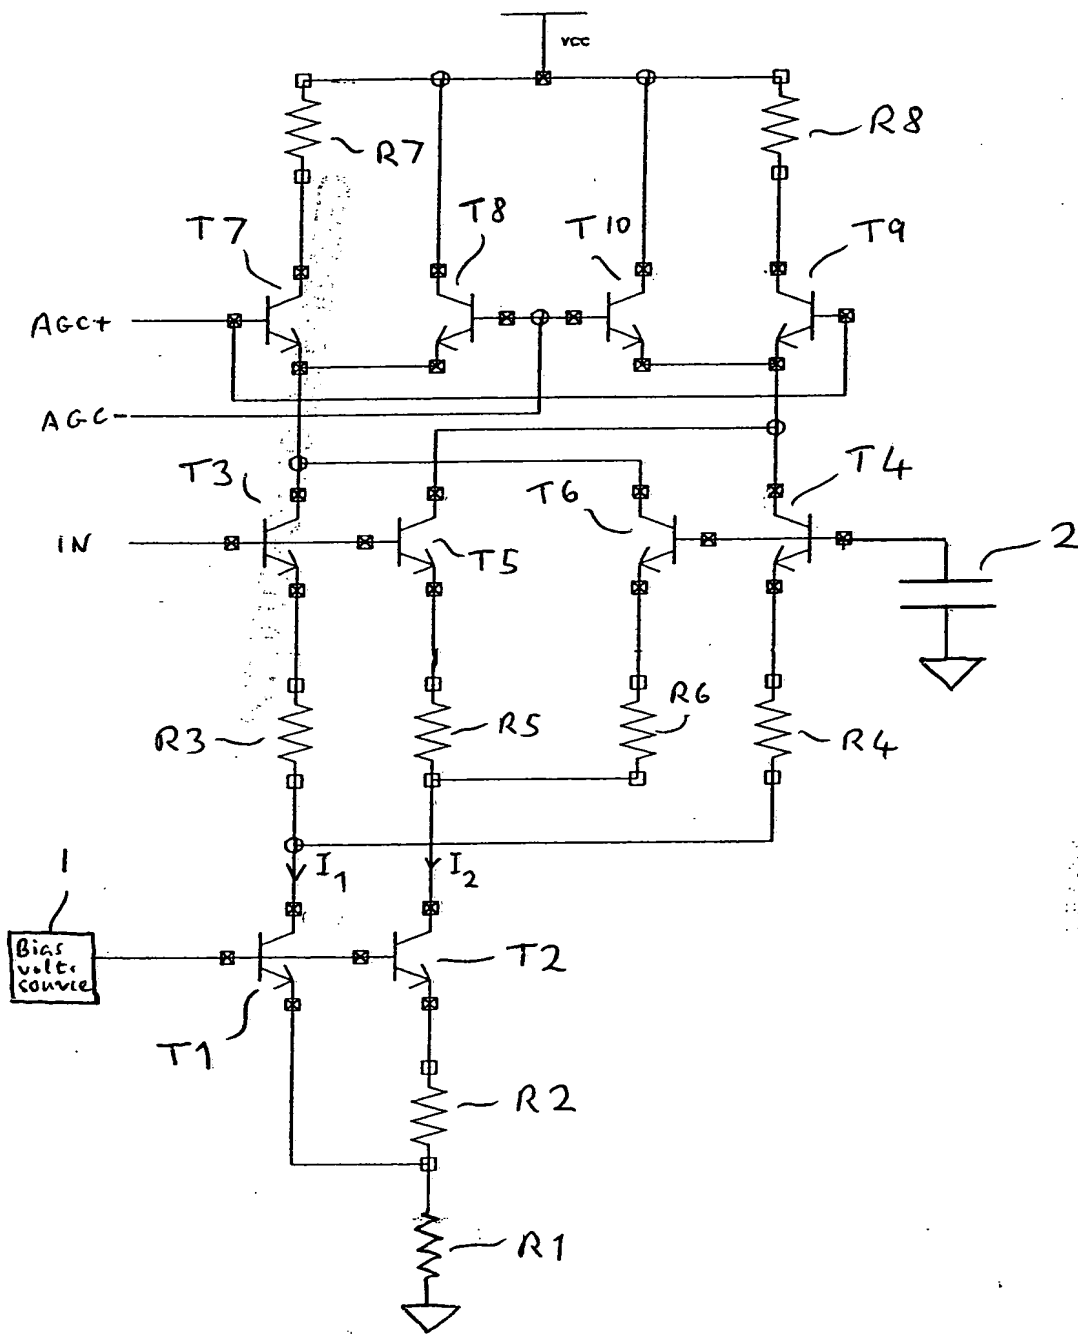 VCC
R7
R8
T7
T8
T10
T9
AGC+
AGC-
T3
T6
T4
IN
T5
2
R3
R5
R6
R4
I1
I2
1
Bias
volt.
source
T1
T2
R2
R1